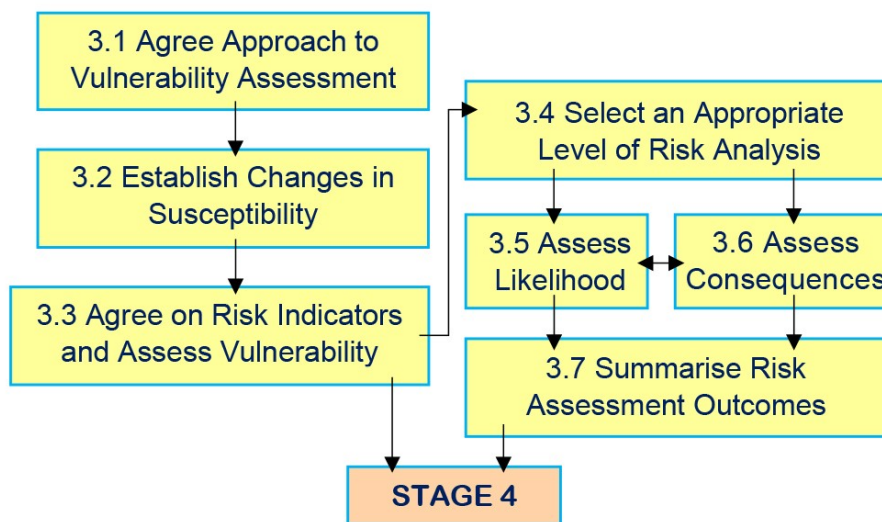 3.1 Agree Approach to
Vulnerability Assessment
3.2 Establish Changes in
Susceptibility
3.3 Agree on Risk Indicators
and Assess Vulnerability
3.4 Select an Appropriate
Level of Risk Analysis
3.5 Assess
Likelihood
3.6 Assess
Consequences
3.7 Summarise Risk
Assessment Outcomes
STAGE 4